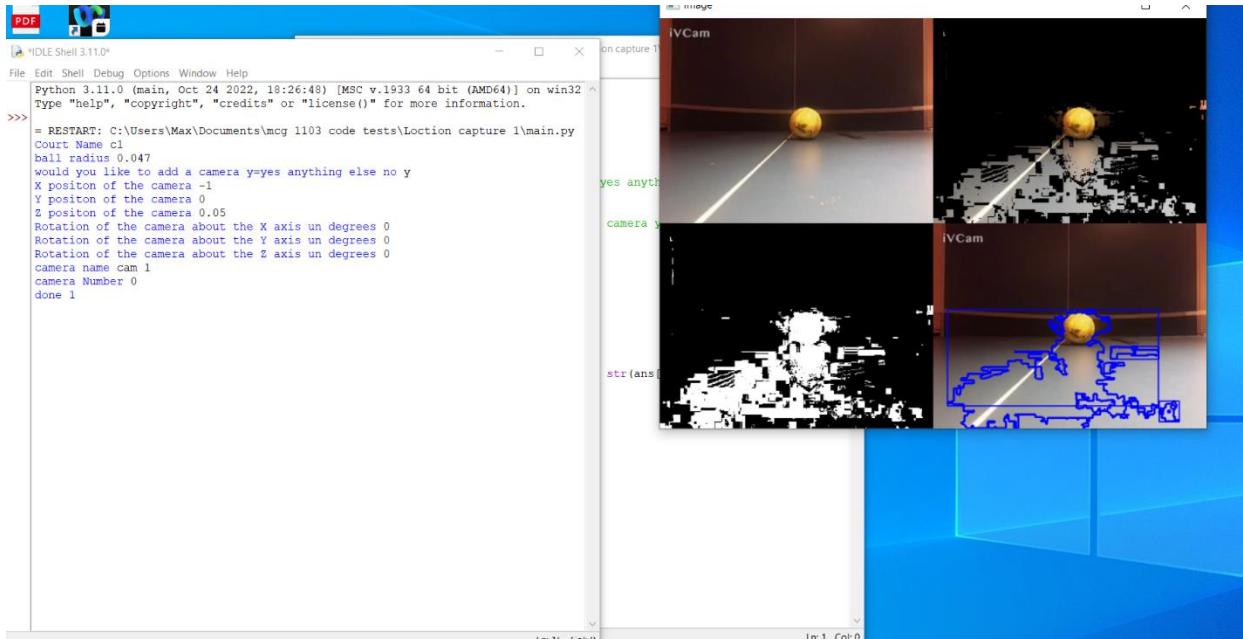 PDF
*IDLE Shell 3.11.0*
File Edit Shell Debug Options Window Help
Python 3.11.0 (main, Oct 24 2022, 18:26:48) [MSC v.1933 64 bit (AMD64)] on win32
Type "help", "copyright", "credits" or "license()" for more information.
>>>
= RESTART: C:\Users\Max\Documents\mcg 1103 code tests\Loction capture 1\main.py
Court Name c1
ball radius 0.047
would you like to add a camera y=yes anything else no y
X positon of the camera -1
Y positon of the camera 0
Z positon of the camera 0.05
Rotation of the camera about the X axis un degrees 0
Rotation of the camera about the Y axis un degrees 0
Rotation of the camera about the Z axis un degrees 0
camera name cam 1
camera Number 0
done 1
on capture 1\
yes anyth
camera y
str(ans[
Ln: 1 Col: 0
Image
iVCam
iVCam